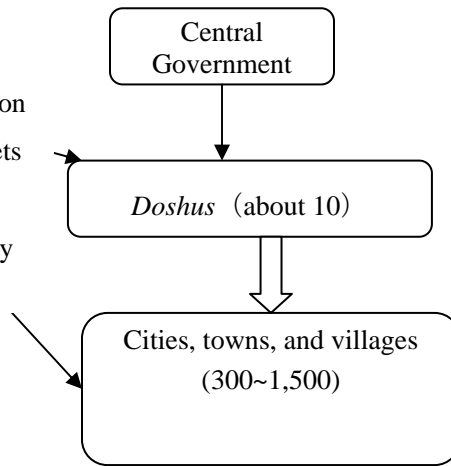 Central
Government
on
ets
Doshus（about 10）
y
Cities, towns, and villages
(300~1,500)